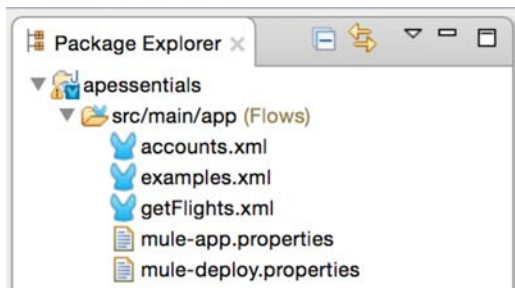 Package Explorer
apessentials
src/main/app (Flows)
accounts.xml
examples.xml
getFlights.xml
mule-app.properties
mule-deploy.properties